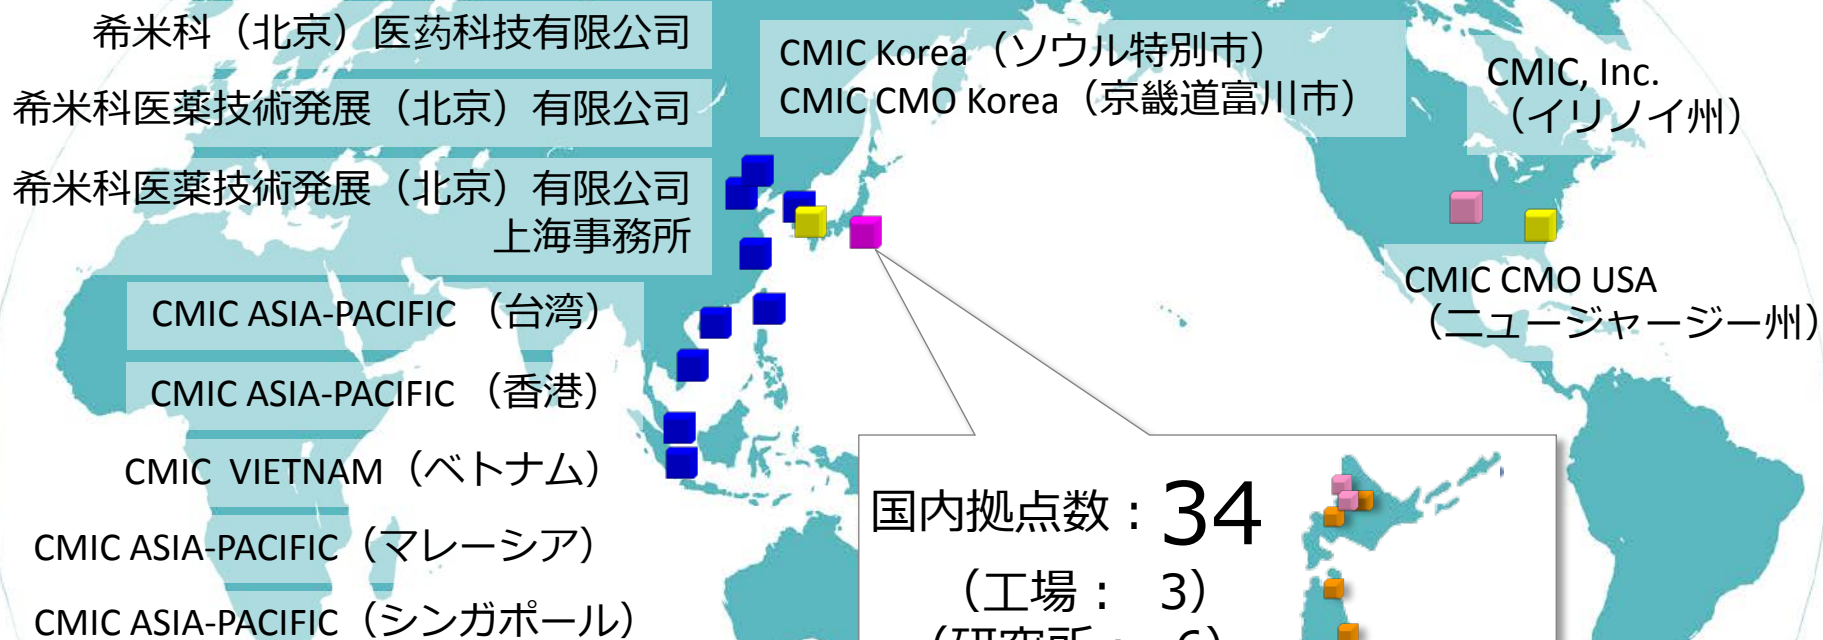 希米科（北京）医药科技有限公司
希米科医薬技術発展（北京）有限公司
希米科医薬技術発展（北京）有限公司
上海事務所
CMIC ASIA-PACIFIC （台湾）
CMIC ASIA-PACIFIC （香港）
CMIC VIETNAM（ベトナム）
CMIC ASIA-PACIFIC（マレーシア）
CMIC ASIA-PACIFIC（シンガポール）
CMIC Korea（ソウル特別市）
CMIC CMO Korea（京畿道富川市）
CMIC, Inc.
（イリノイ州）
CMIC CMO USA
（ニュージャージー州）
国内拠点数：34
（工場： 3）
（研究所： 6）